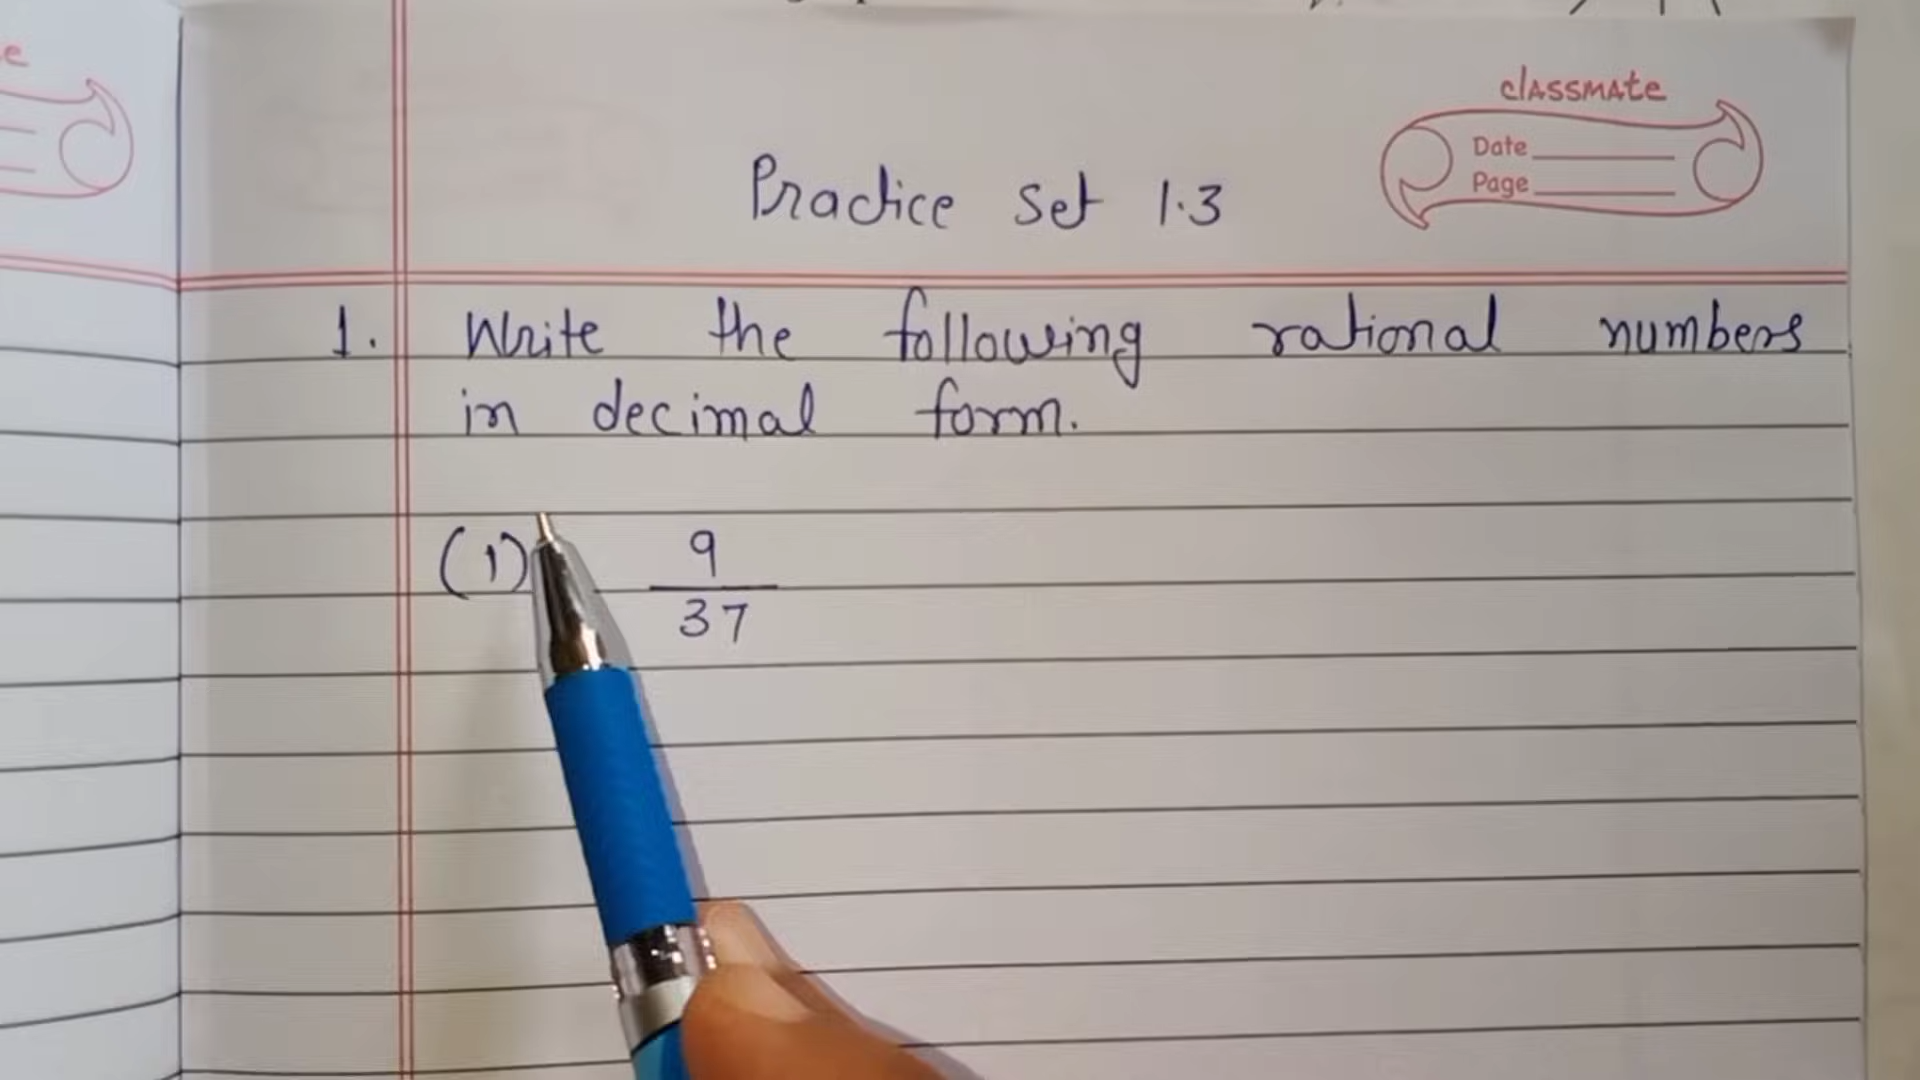 e
classmate
Date
Page
Practice set 1.3
1. Write the following rational numbers
in decimal form.
(1) 9
37